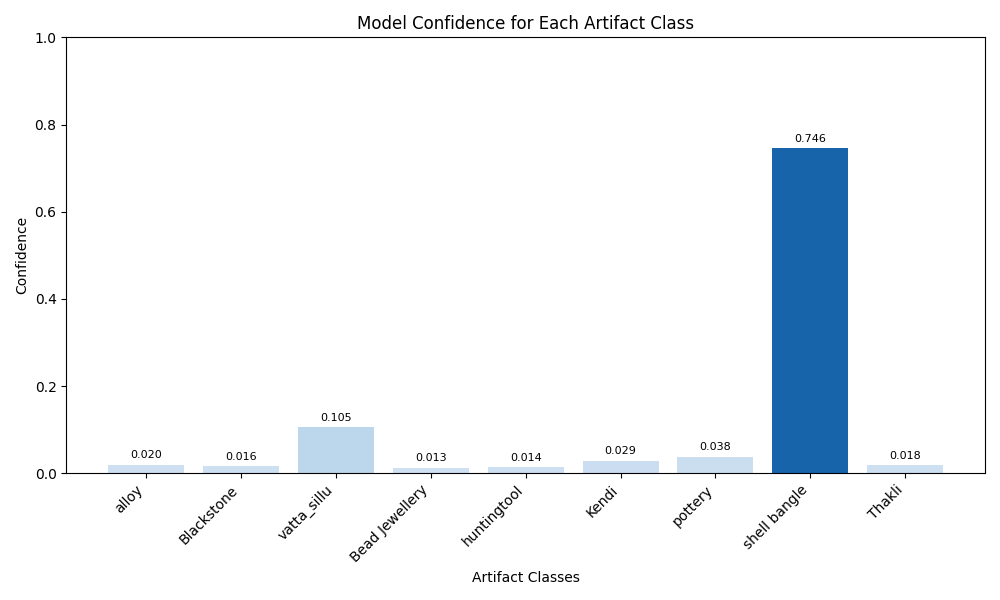 Model Confidence for Each Artifact Class
1.0
0.8
0.6
0.4
0.2
0.0
Confidence
0.020
0.016
0.105
0.013
0.014
0.029
0.038
0.746
0.018
alloy
Blackstone
vatta_sillu
Bead Jewellery
huntingtool
Kendi
pottery
shell bangle
Thakli
Artifact Classes